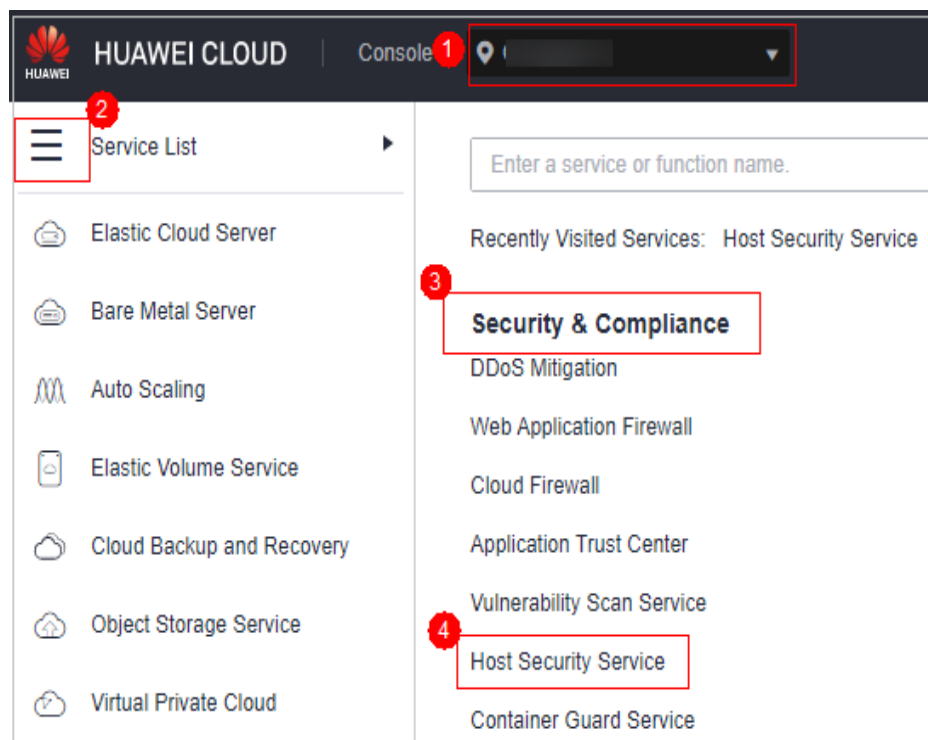 HUAWEI
HUAWEI CLOUD
Console
1
2
Service List
Enter a service or function name.
Elastic Cloud Server
Recently Visited Services: Host Security Service
3
Bare Metal Server
Security & Compliance
DDoS Mitigation
Auto Scaling
Web Application Firewall
Elastic Volume Service
Cloud Firewall
Cloud Backup and Recovery
Application Trust Center
Vulnerability Scan Service
Object Storage Service
4
Host Security Service
Virtual Private Cloud
Container Guard Service